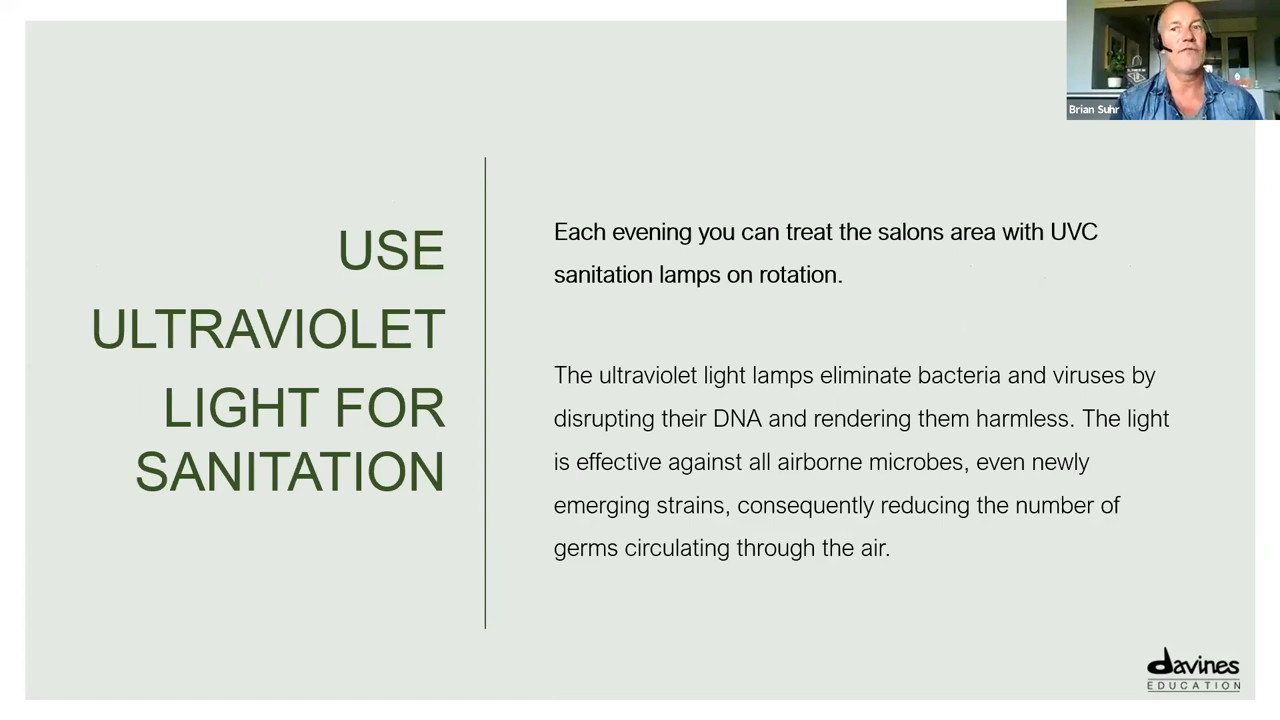 USE
ULTRAVIOLET
LIGHT FOR
SANITATION
Each evening you can treat the salons area with UVC
sanitation lamps on rotation.
The ultraviolet light lamps eliminate bacteria and viruses by
disrupting their DNA and rendering them harmless. The light
is effective against all airborne microbes, even newly
emerging strains, consequently reducing the number of
germs circulating through the air.
Brian Suhr
davines
EDUCATION